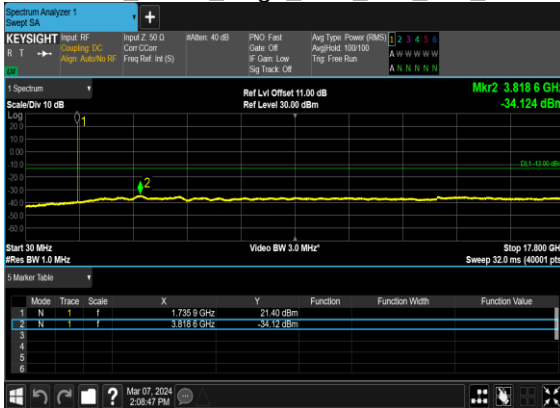 Spectrum Analyzer 1
Swept SA
+
KEYSIGHT
R T
Input: RF
Coupling: DC
Align: Auto/No RF
Input Z: 50 Ω
Corr CCorr
Freq Ref: Int (S)
#Atten: 40 dB
PNO: Fast
Gate: Off
IF Gain: Low
Sig Track: Off
Avg Type: Power (RMS)
Avg|Hold: 100/100
Trig: Free Run
1 2 3 4 5 6
A W W W W W
A N N N N N
1 Spectrum
Scale/Div 10 dB
Ref Lvl Offset 11.00 dB
Ref Level 30.00 dBm
Mkr2 3.818 6 GHz
-34.124 dBm
Log
20.0
10.0
0.00
-10.0
-20.0
-30.0
-40.0
-50.0
-60.0
1
2
DL1 -13.00 dBm
Start 30 MHz
#Res BW 1.0 MHz
Video BW 3.0 MHz*
Stop 17.800 GH
Sweep 32.0 ms (40001 pts
5 Marker Table
Mode Trace Scale X Y Function Function Width Function Value
1 N 1 f 1.735 9 GHz 21.40 dBm
2 N 1 f 3.818 6 GHz -34.12 dBm
3
4
5
6
?
Mar 07, 2024
2:08:47 PM